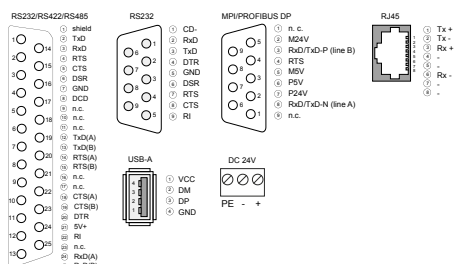 RS232/RS422/RS485
1 shield
2 TxD
3 RxD
4 RTS
5 CTS
6 DSR
7 GND
8 DCD
9 n.c.
10 n.c.
11 n.c.
12 TxD(A)
13 TxD(B)
14 RTS(A)
15 RTS(B)
16 n.c.
17 n.c.
18 CTS(A)
19 CTS(B)
20 DTR
21 5V+
22 RI
23 n.c.
24 RxD(A)
1
2
3
4
5
6
7
8
9
10
11
12
13
14
15
16
17
18
19
20
21
22
23
24
25
RS232
1 CD-
2 RxD
3 TxD
4 DTR
5 GND
6 DSR
7 RTS
8 CTS
9 RI
6
7
8
9
1
2
3
4
5
MPI/PROFIBUS DP
1 n. c.
2 M24V
3 RxD/TxD-P (line B)
4 RTS
5 M5V
6 P5V
7 P24V
8 RxD/TxD-N (line A)
9 n.c.
9
8
7
6
5
4
3
2
1
RJ45
1 Tx +
2 Tx -
3 Rx +
4 -
5 -
6 Rx -
7 -
8 -
USB-A
4
3
2
1
1 VCC
2 DM
3 DP
4 GND
DC 24V
PE - +